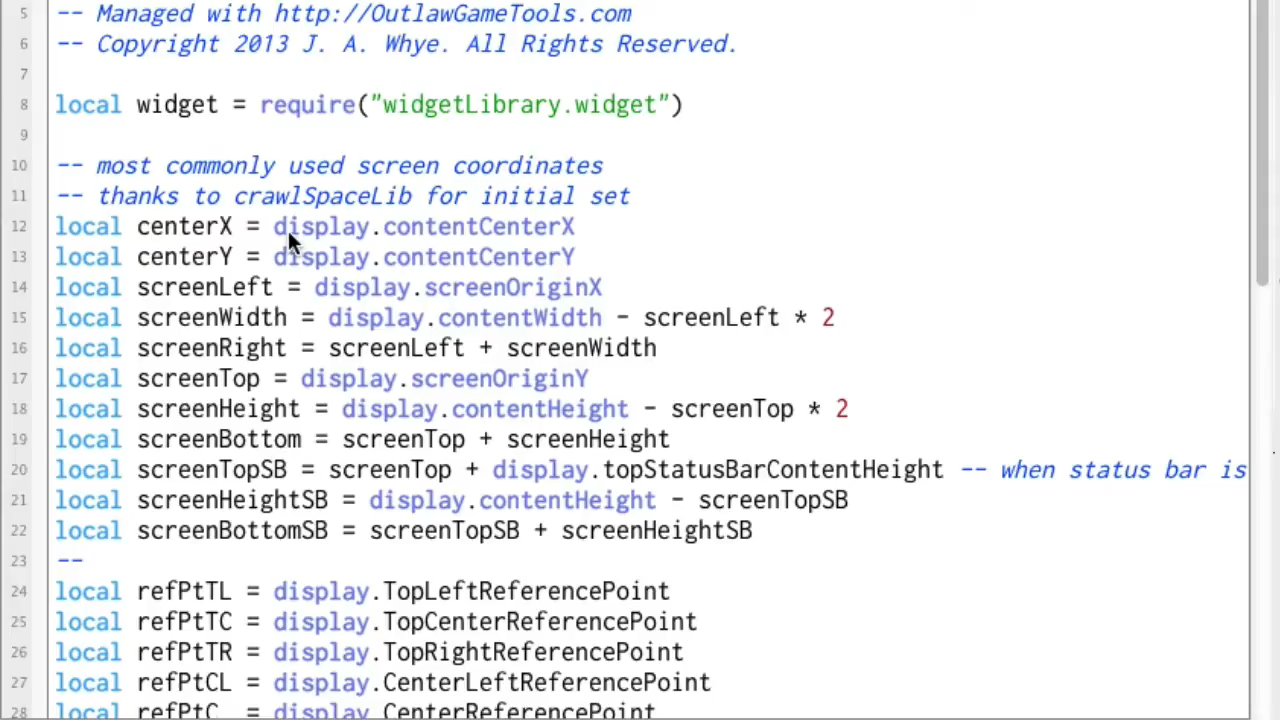 5 -- Managed with http://OutlawGameTools.com
6 -- Copyright 2013 J. A. Whye. All Rights Reserved.
7
8 local widget = require("widgetLibrary.widget")
9
10 -- most commonly used screen coordinates
11 -- thanks to crawlSpaceLib for initial set
12 local centerX = display.contentCenterX
13 local centerY = display.contentCenterY
14 local screenLeft = display.screenOriginX
15 local screenWidth = display.contentWidth - screenLeft * 2
16 local screenRight = screenLeft + screenWidth
17 local screenTop = display.screenOriginY
18 local screenHeight = display.contentHeight - screenTop * 2
19 local screenBottom = screenTop + screenHeight
20 local screenTopSB = screenTop + display.topStatusBarContentHeight -- when status bar is
21 local screenHeightSB = display.contentHeight - screenTopSB
22 local screenBottomSB = screenTopSB + screenHeightSB
23 --
24 local refPtTL = display.TopLeftReferencePoint
25 local refPtTC = display.TopCenterReferencePoint
26 local refPtTR = display.TopRightReferencePoint
27 local refPtCL = display.CenterLeftReferencePoint
28 local refPtC = display.CenterReferencePoint